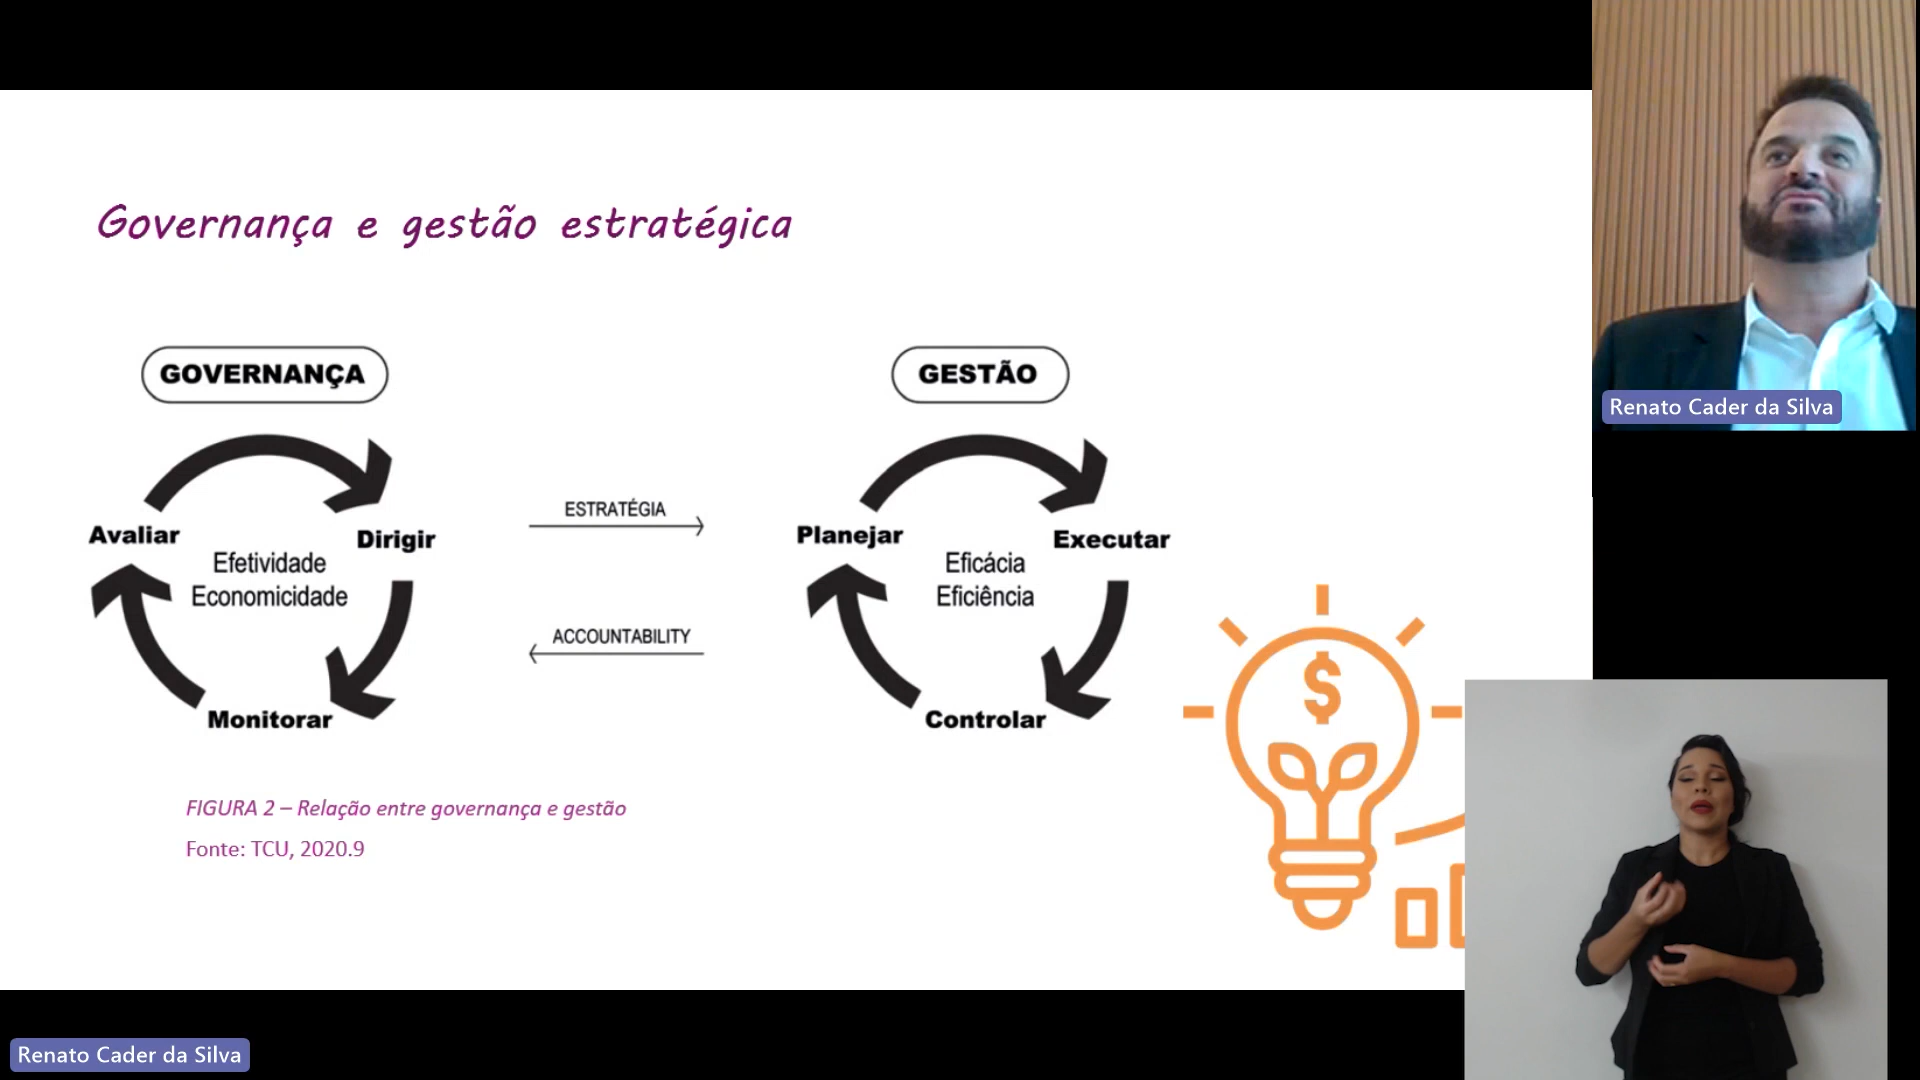 Governança e gestão estratégica
GOVERNANÇA
GESTÃO
Avaliar
Dirigir
Efetividade
Economicidade
Monitorar
ESTRATÉGIA
ACCOUNTABILITY
Planejar
Executar
Eficácia
Eficiência
Controlar
$
FIGURA 2 – Relação entre governança e gestão
Fonte: TCU, 2020.9
Renato Cader da Silva
Renato Cader da Silva